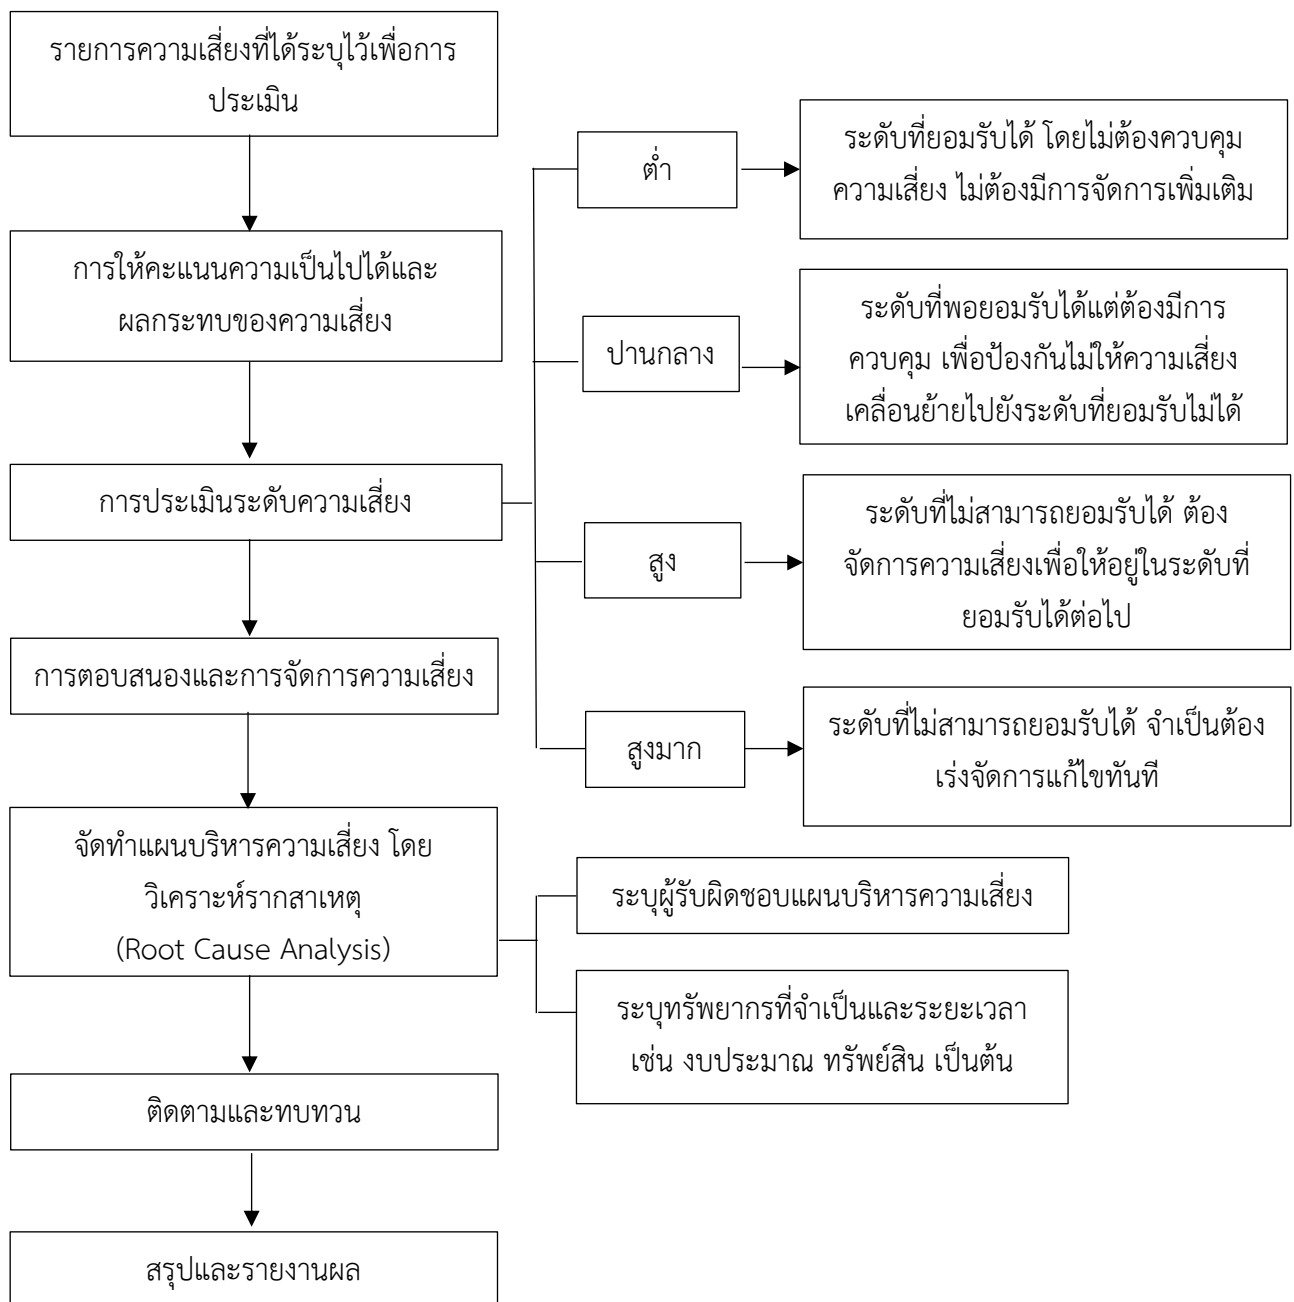 รายการความเสี่ยงที่ได้ระบุไว้เพื่อการ
ประเมิน
การให้คะแนนความเป็นไปได้และ
ผลกระทบของความเสี่ยง
การประเมินระดับความเสี่ยง
ต่ำ
ระดับที่ยอมรับได้ โดยไม่ต้องควบคุม
ความเสี่ยง ไม่ต้องมีการจัดการเพิ่มเติม
ปานกลาง
ระดับที่พอยอมรับได้แต่ต้องมีการ
ควบคุม เพื่อป้องกันไม่ให้ความเสี่ยง
เคลื่อนย้ายไปยังระดับที่ยอมรับไม่ได้
สูง
ระดับที่ไม่สามารถยอมรับได้ ต้อง
จัดการความเสี่ยงเพื่อให้อยู่ในระดับที่
ยอมรับได้ต่อไป
สูงมาก
ระดับที่ไม่สามารถยอมรับได้ จำเป็นต้อง
เร่งจัดการแก้ไขทันที
การตอบสนองและการจัดการความเสี่ยง
จัดทำแผนบริหารความเสี่ยง โดย
วิเคราะห์รากสาเหตุ
(Root Cause Analysis)
ระบุผู้รับผิดชอบแผนบริหารความเสี่ยง
ระบุทรัพยากรที่จำเป็นและระยะเวลา
เช่น งบประมาณ ทรัพย์สิน เป็นต้น
ติดตามและทบทวน
สรุปและรายงานผล